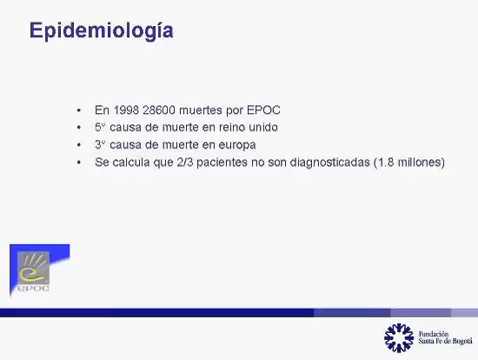 Epidemiología
• En 1998 28600 muertes por EPOC
• 5° causa de muerte en reino unido
• 3° causa de muerte en europa
• Se calcula que 2/3 pacientes no son diagnosticadas (1.8 millones)
EPOC
Fundación
Santa Fe de Bogotá